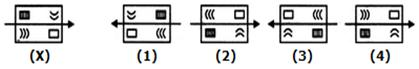 (X) (1) (2) (3) (4)